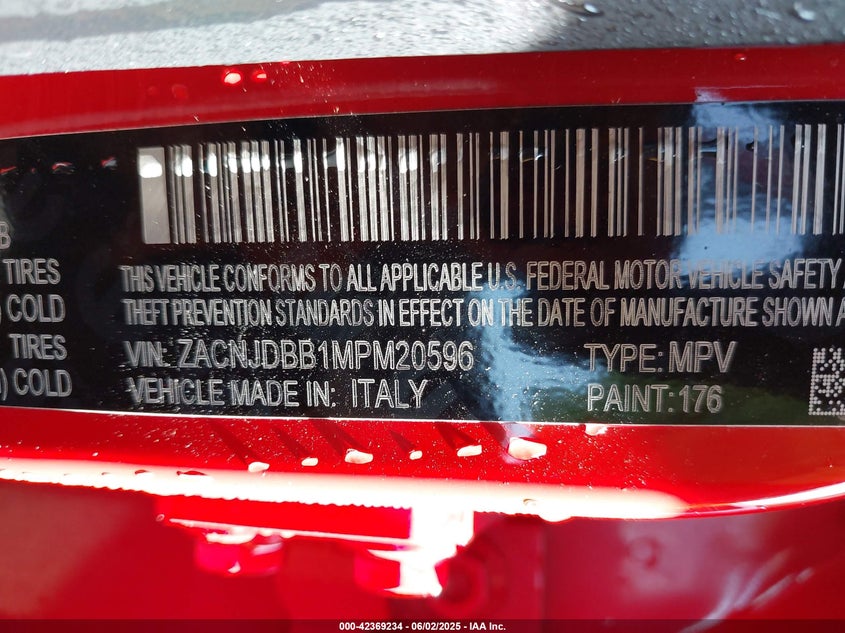 B
TIRES
) COLD
TIRES
) COLD
THIS VEHICLE CONFORMS TO ALL APPLICABLE U.S. FEDERAL MOTOR VEHICLE SAFETY A
THEFT PREVENTION STANDARDS IN EFFECT ON THE DATE OF MANUFACTURE SHOWN A
VIN: ZACNJDBB1MPM20596 TYPE: MPV
VEHICLE MADE IN: ITALY PAINT: 176
000-42369234 - 06/02/2025 - IAA Inc.